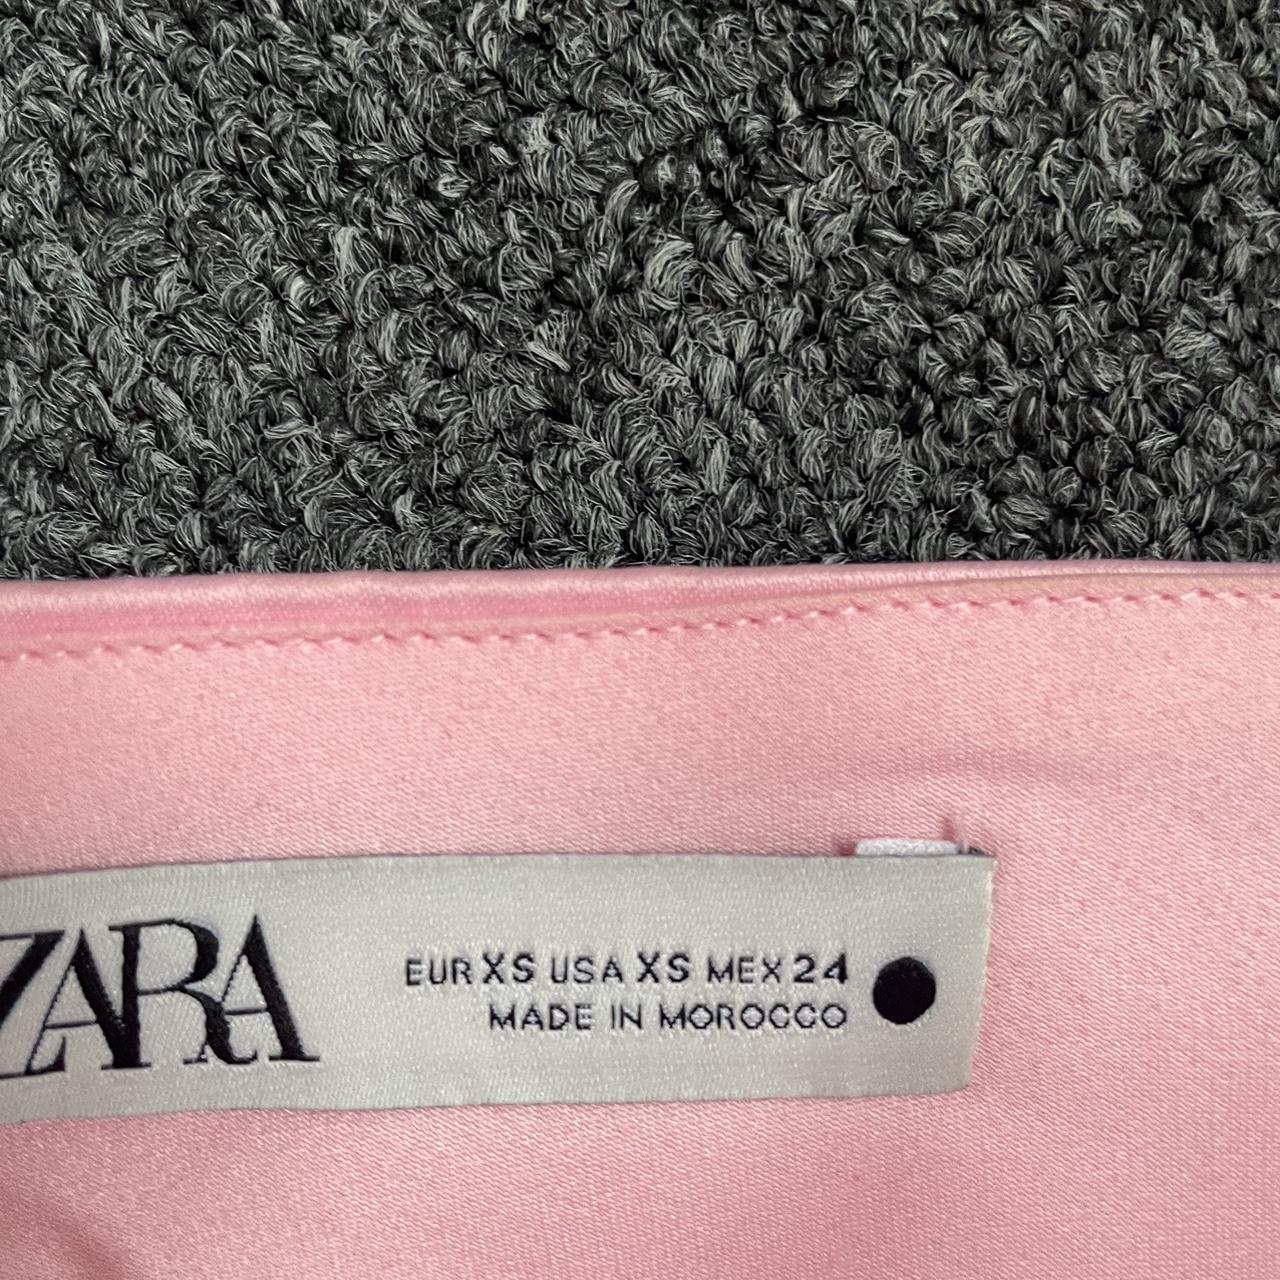 ZARA
EUR XS USA XS MEX 24
MADE IN MOROCCO